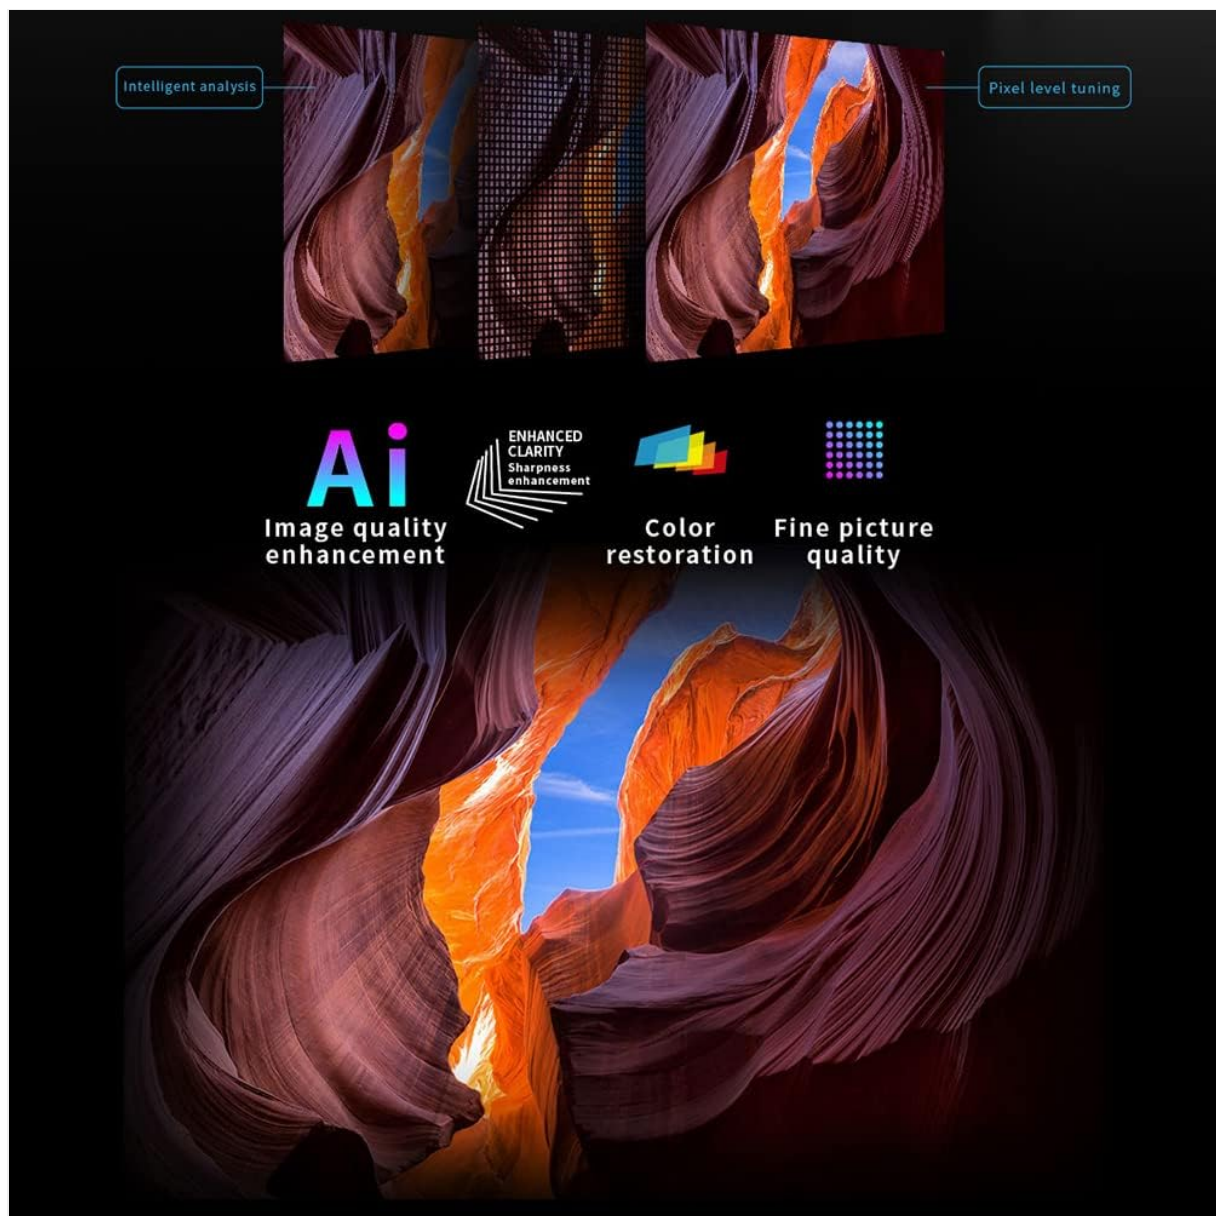 Intelligent analysis
Pixel level tuning
Ai
Image quality
enhancement
ENHANCED
CLARITY
Sharpness
enhancement
Color
restoration
Fine picture
quality